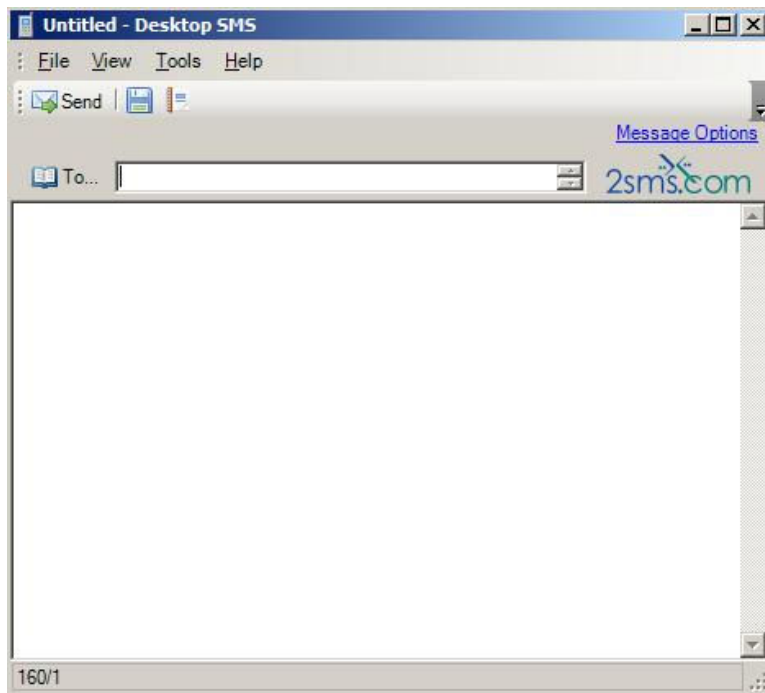 Untitled - Desktop SMS
File View Tools Help
Send
Message Options
To...
2sms.com
160/1